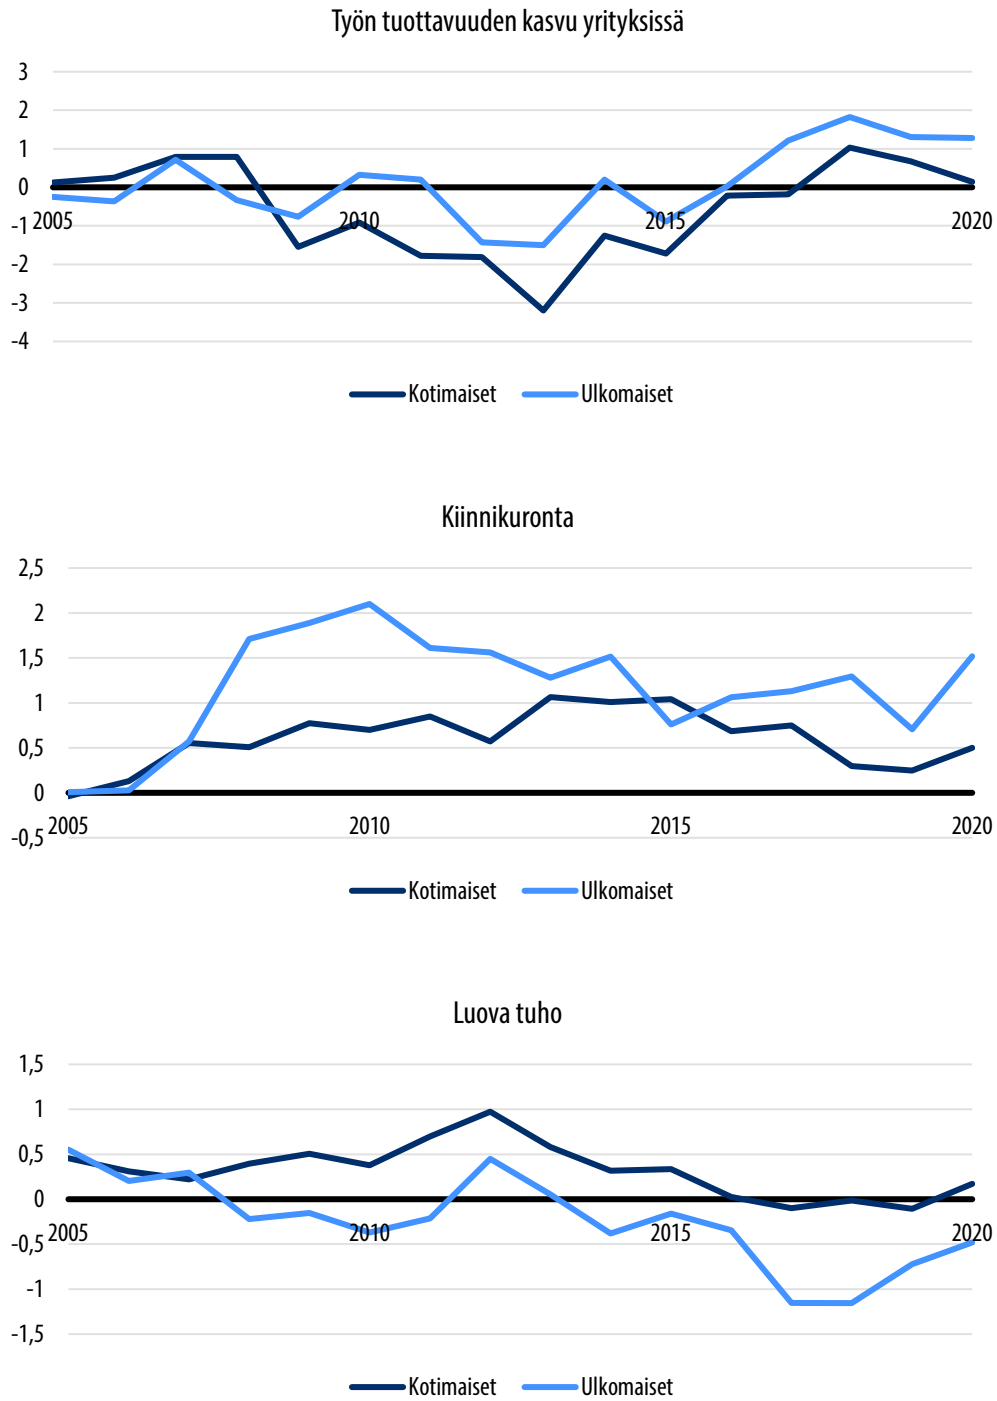 Työn tuottavuuden kasvu yrityksissä
3
2
1
0
-1
-2
-3
-4
2005 2010 2015 2020
Kotimaiset Ulkomaiset
Kiinnikuronta
2,5
2
1,5
1
0,5
0
-0,5
2005 2010 2015 2020
Kotimaiset Ulkomaiset
Luova tuho
1,5
1
0,5
0
-0,5
-1
-1,5
2005 2010 2015 2020
Kotimaiset Ulkomaiset